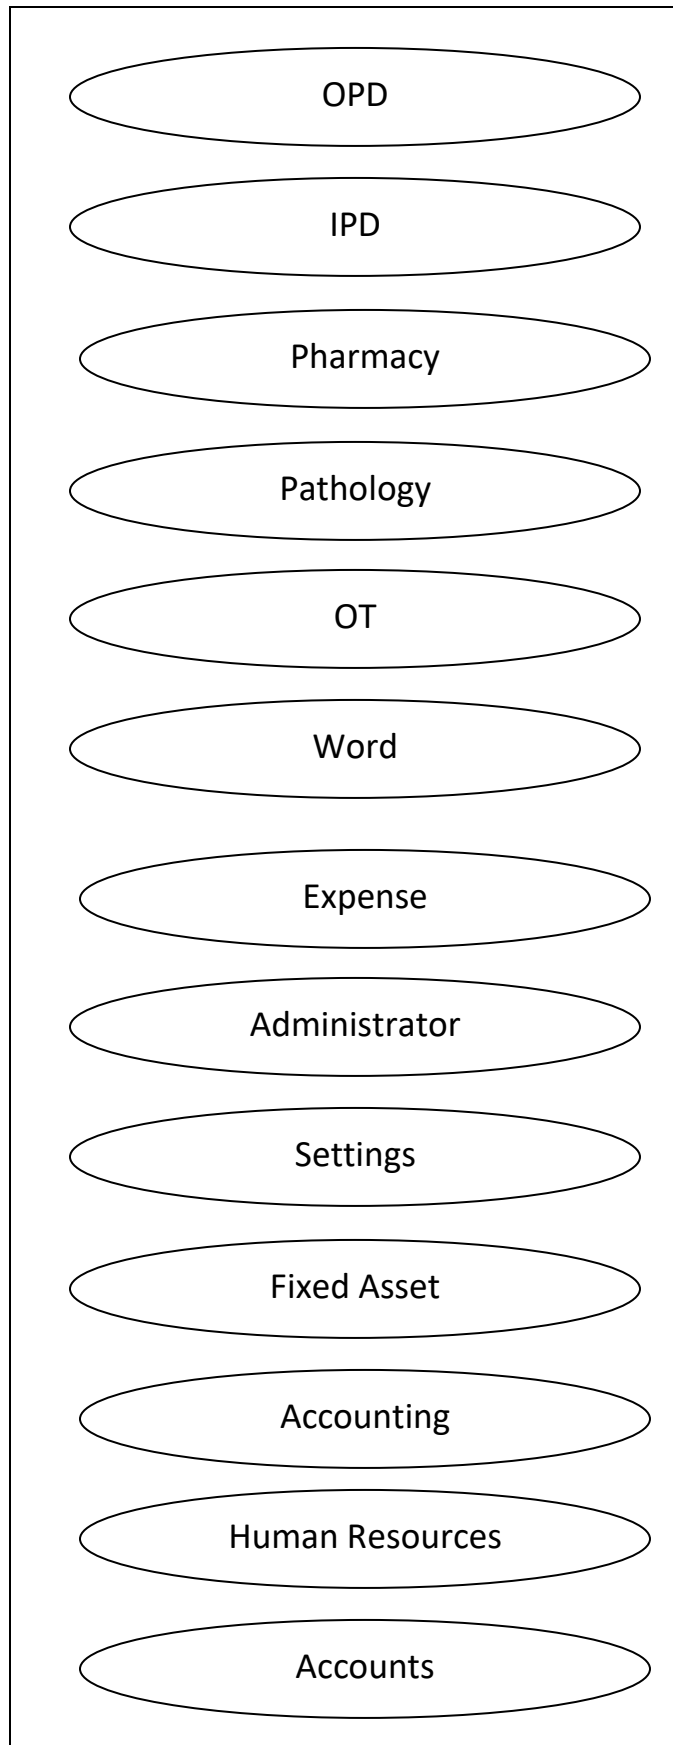 OPD
IPD
Pharmacy
Pathology
OT
Word
Expense
Administrator
Settings
Fixed Asset
Accounting
Human Resources
Accounts